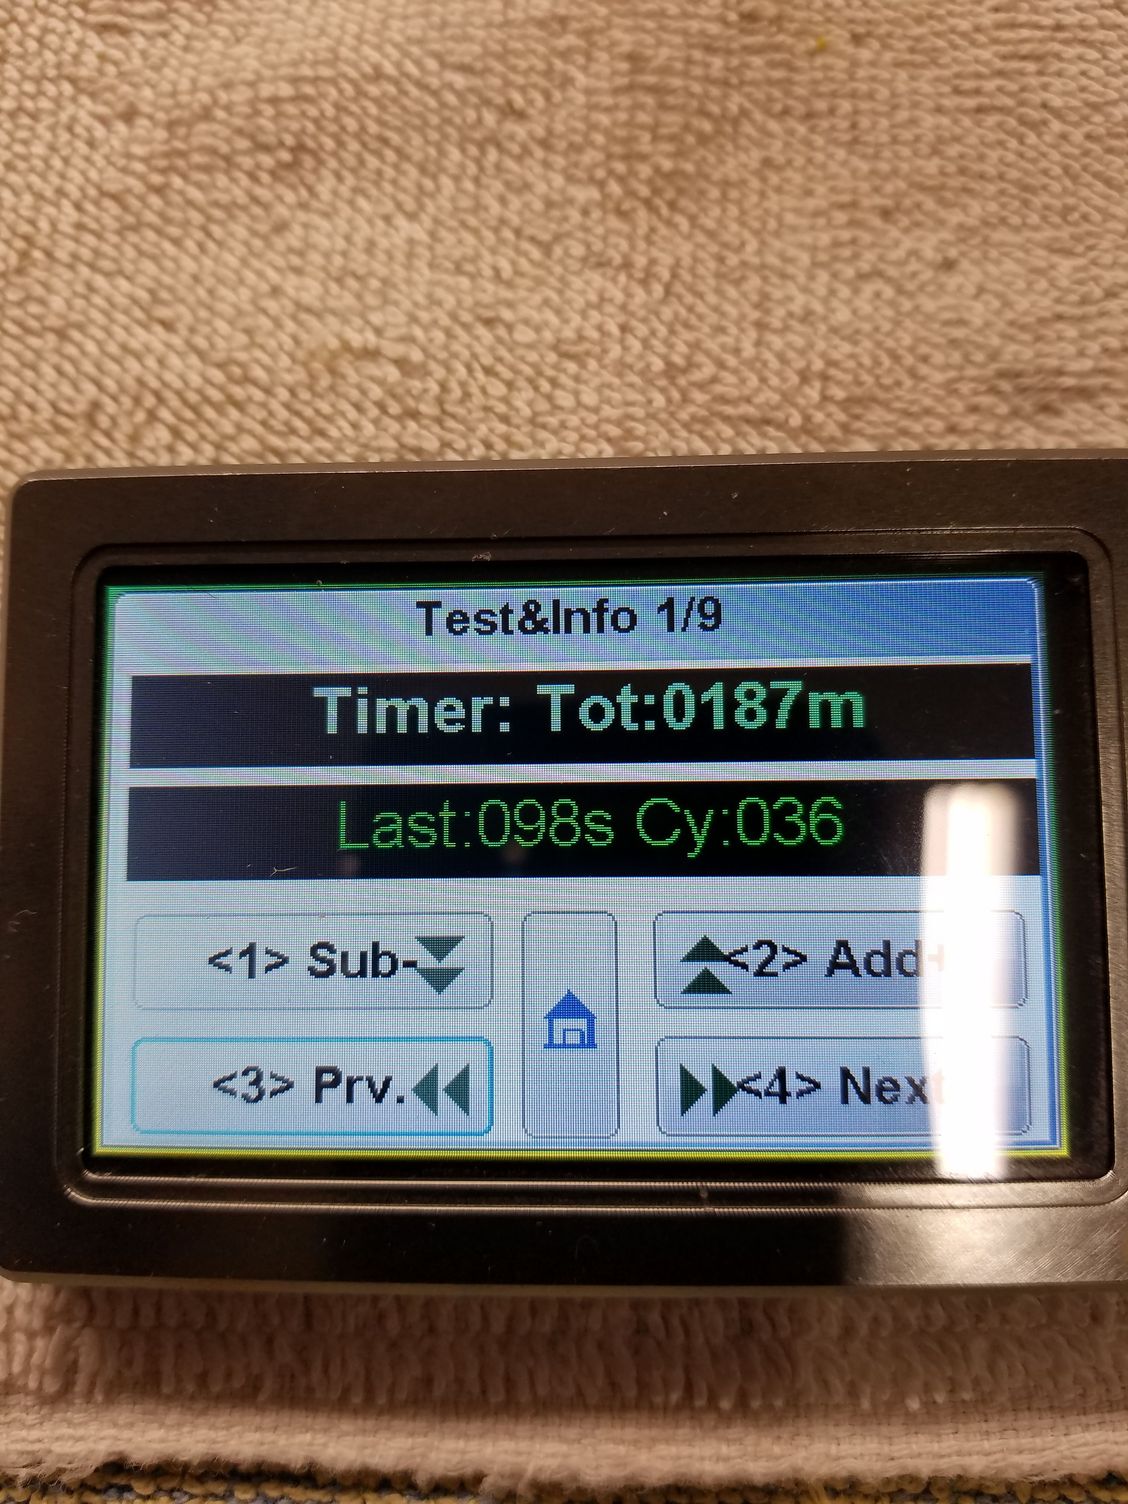 Test&Info 1/9
Timer: Tot:0187m
Last:098s Cy:036
<1> Sub-
<2> Add+
<3> Prv.
<4> Next